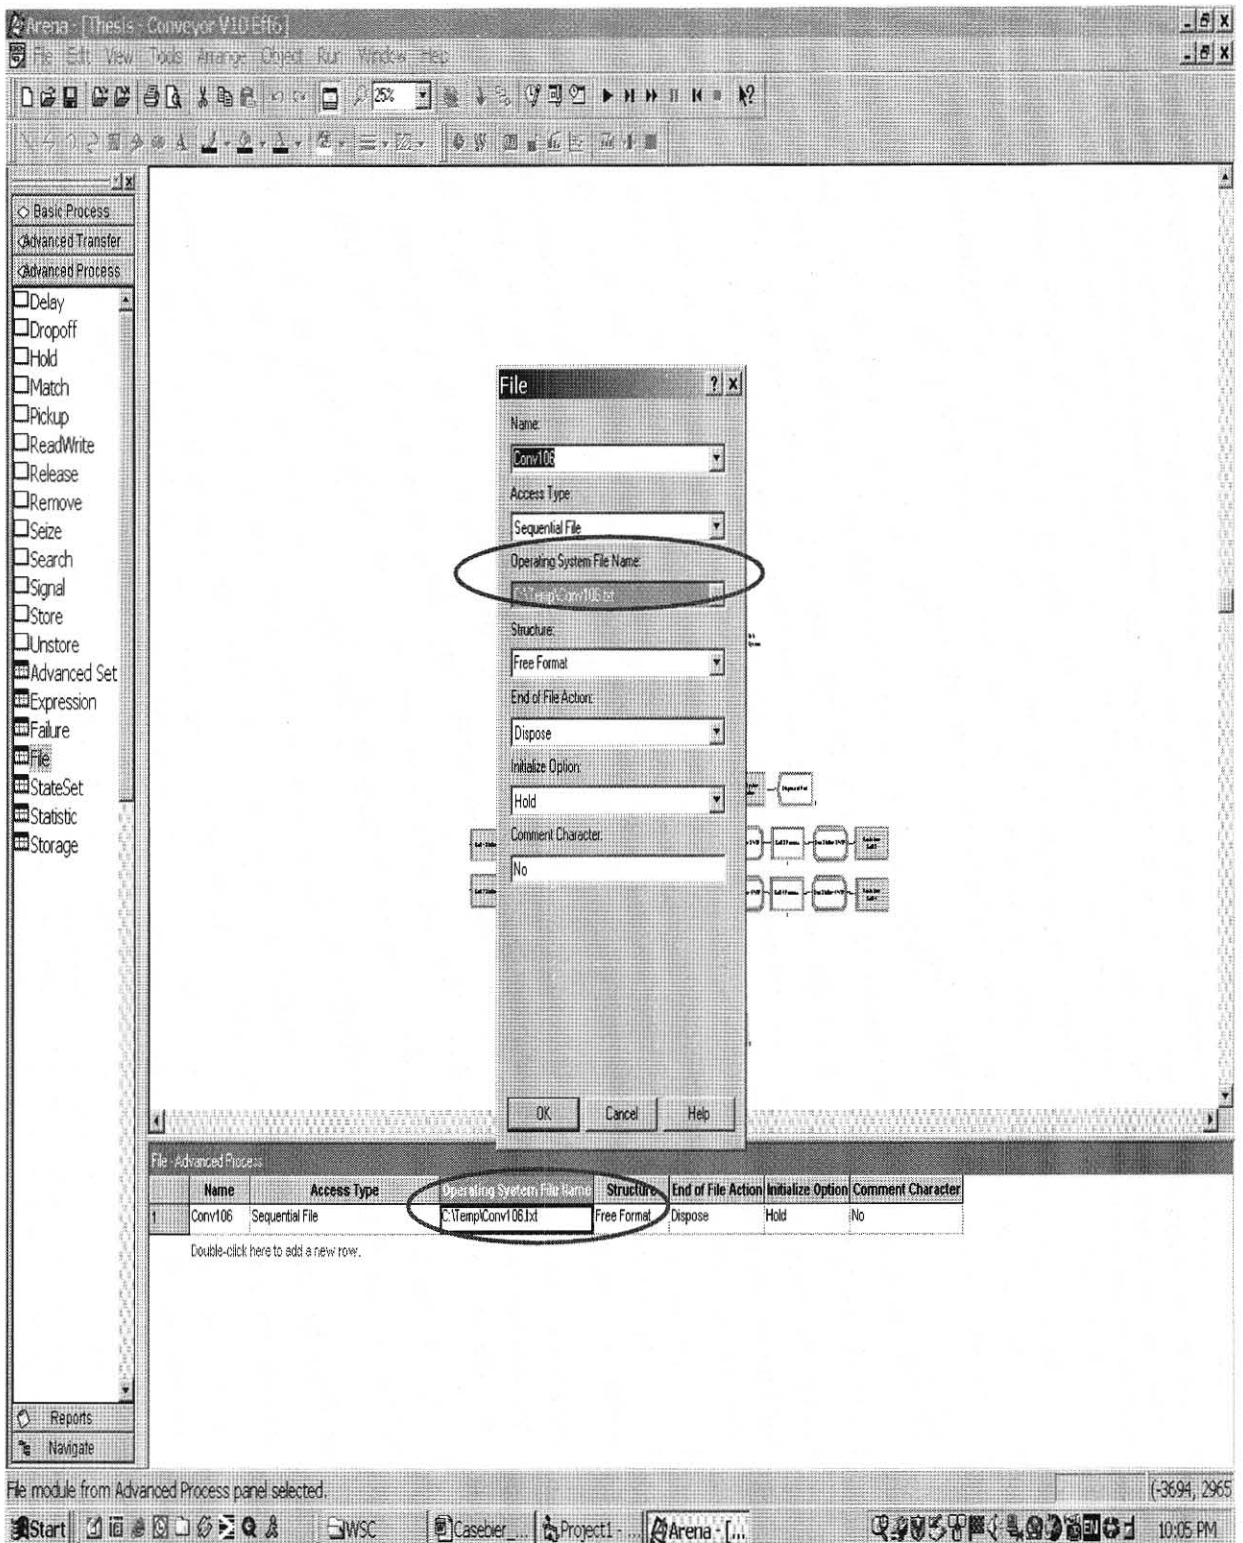 Arena - [Thesis - Conveyor V10 Eff6]
File Edit View Tools Arrange Object Run Window Help
25%
Basic Process
Advanced Transfer
Advanced Process
Delay
Dropoff
Hold
Match
Pickup
ReadWrite
Release
Remove
Seize
Search
Signal
Store
Unstore
Advanced Set
Expression
Failure
File
StateSet
Statistic
Storage
Reports
Navigate
File
Name:
Conv106
Access Type:
Sequential File
Operating System File Name:
C:\Temp\Conv106.txt
Structure:
Free Format
End of File Action:
Dispose
Initialize Option:
Hold
Comment Character:
No
OK Cancel Help
File - Advanced Process
Name Access Type Operating System File Name Structure End of File Action Initialize Option Comment Character
1 Conv106 Sequential File C:\Temp\Conv106.txt Free Format Dispose Hold No
Double-click here to add a new row.
File module from Advanced Process panel selected.
(-3694, 2965
Start WSC Casebier_... Project1 - ... Arena - [... EN 10:05 PM